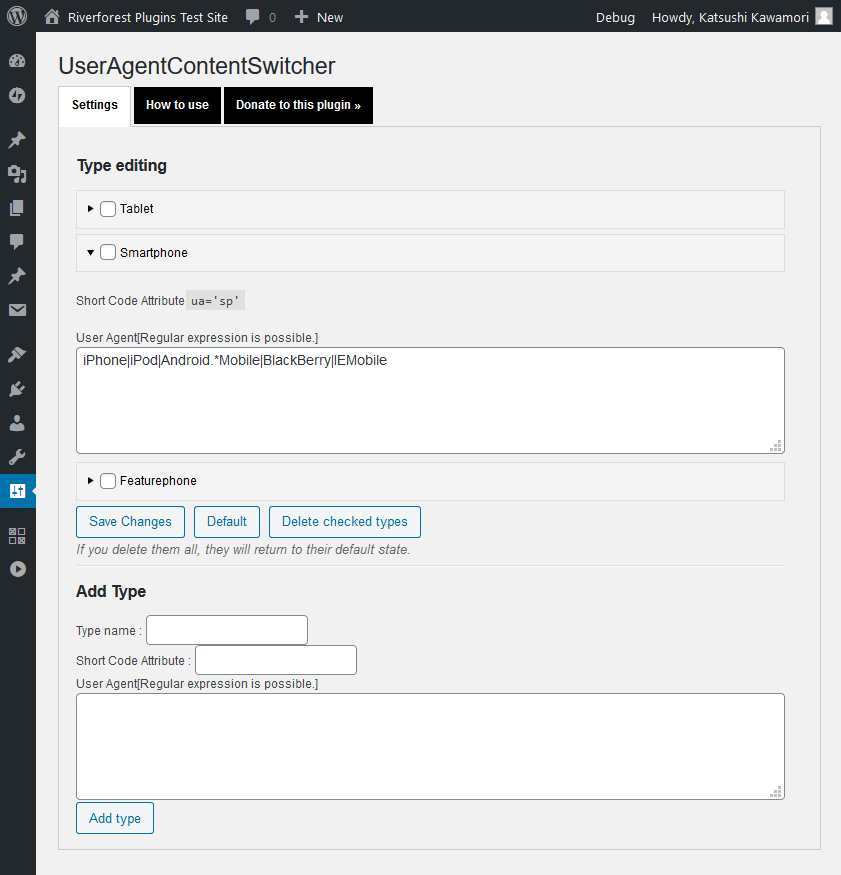 Riverforest Plugins Test Site 0 New Debug Howdy, Katsushi Kawamori
UserAgentContentSwitcher
Settings How to use Donate to this plugin »
Type editing
Tablet
Smartphone
Short Code Attribute ua='sp'
User Agent[Regular expression is possible.]
iPhone|iPod|Android.*Mobile|BlackBerry|IEMobile
Featurephone
Save Changes Default Delete checked types
If you delete them all, they will return to their default state.
Add Type
Type name :
Short Code Attribute :
User Agent[Regular expression is possible.]
Add type